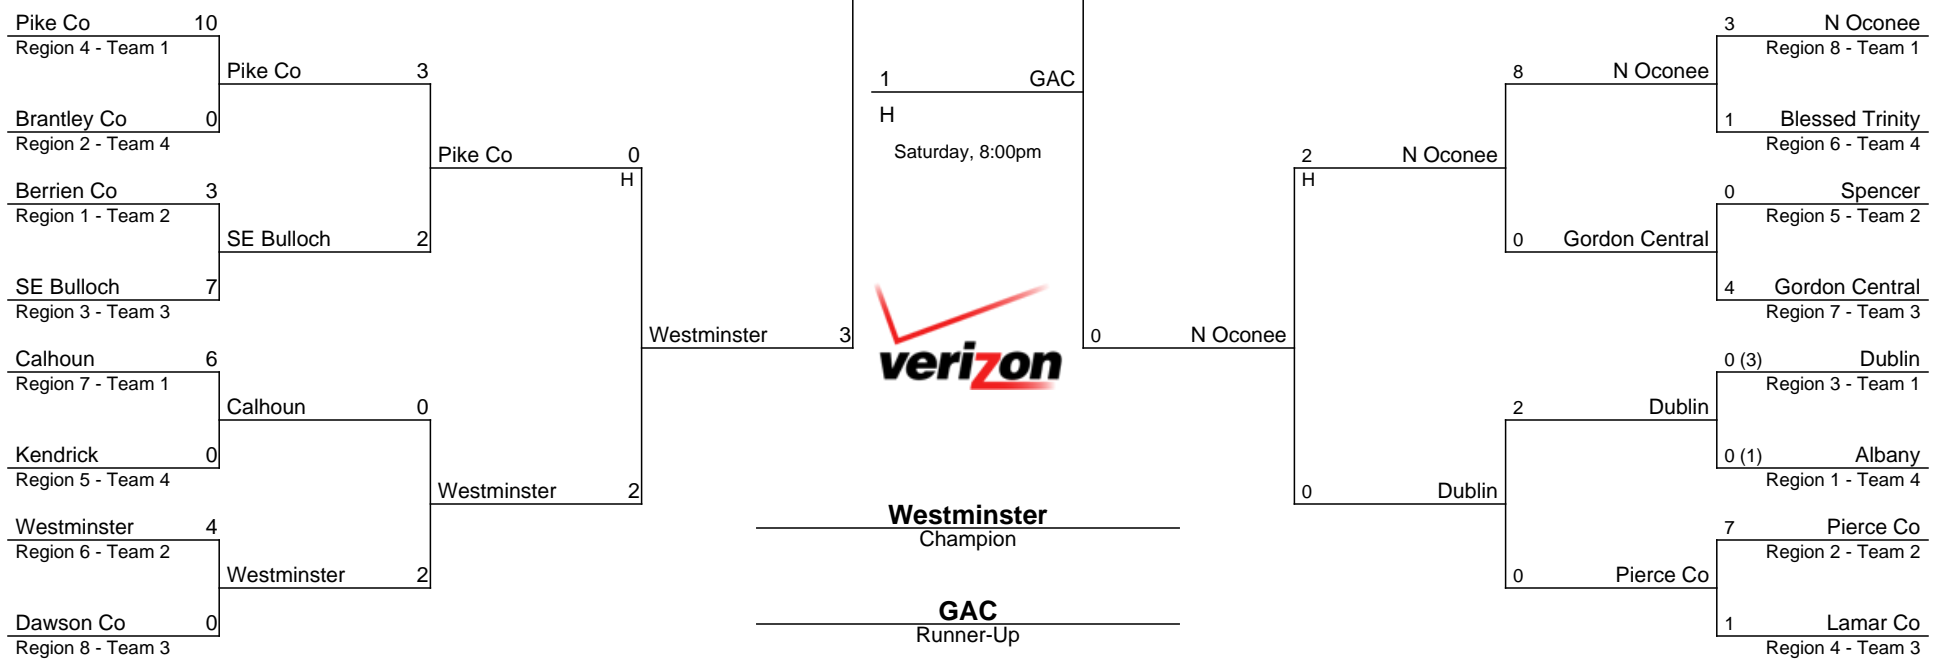 Pike Co 10
Region 4 - Team 1
Pike Co 3
Brantley Co 0
Region 2 - Team 4
Pike Co 0
H
Berrien Co 3
Region 1 - Team 2
SE Bulloch 2
SE Bulloch 7
Region 3 - Team 3
Westminster 3
Calhoun 6
Region 7 - Team 1
Calhoun 0
Kendrick 0
Region 5 - Team 4
Westminster 2
Westminster 4
Region 6 - Team 2
Westminster 2
Dawson Co 0
Region 8 - Team 3
1 GAC
H
Saturday, 8:00pm
verizon
Westminster
Champion
GAC
Runner-Up
3 N Oconee
Region 8 - Team 1
8 N Oconee
1 Blessed Trinity
Region 6 - Team 4
2 N Oconee
H
0 Spencer
Region 5 - Team 2
0 Gordon Central
4 Gordon Central
Region 7 - Team 3
0 N Oconee
0 (3) Dublin
Region 3 - Team 1
2 Dublin
0 (1) Albany
Region 1 - Team 4
0 Dublin
7 Pierce Co
Region 2 - Team 2
0 Pierce Co
1 Lamar Co
Region 4 - Team 3